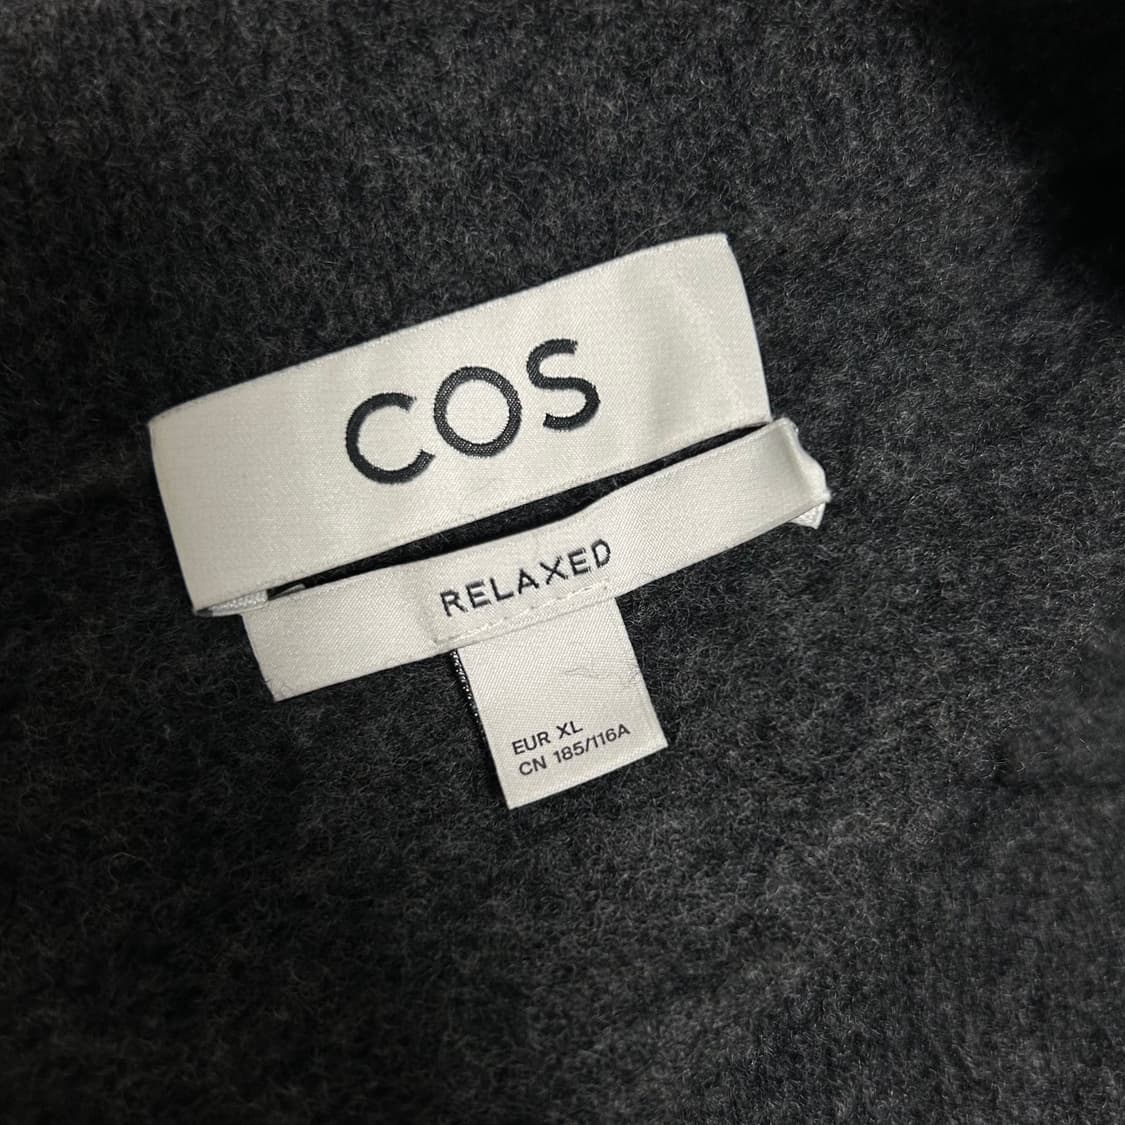 COS
RELAXED
EUR XL
CN 185/116A